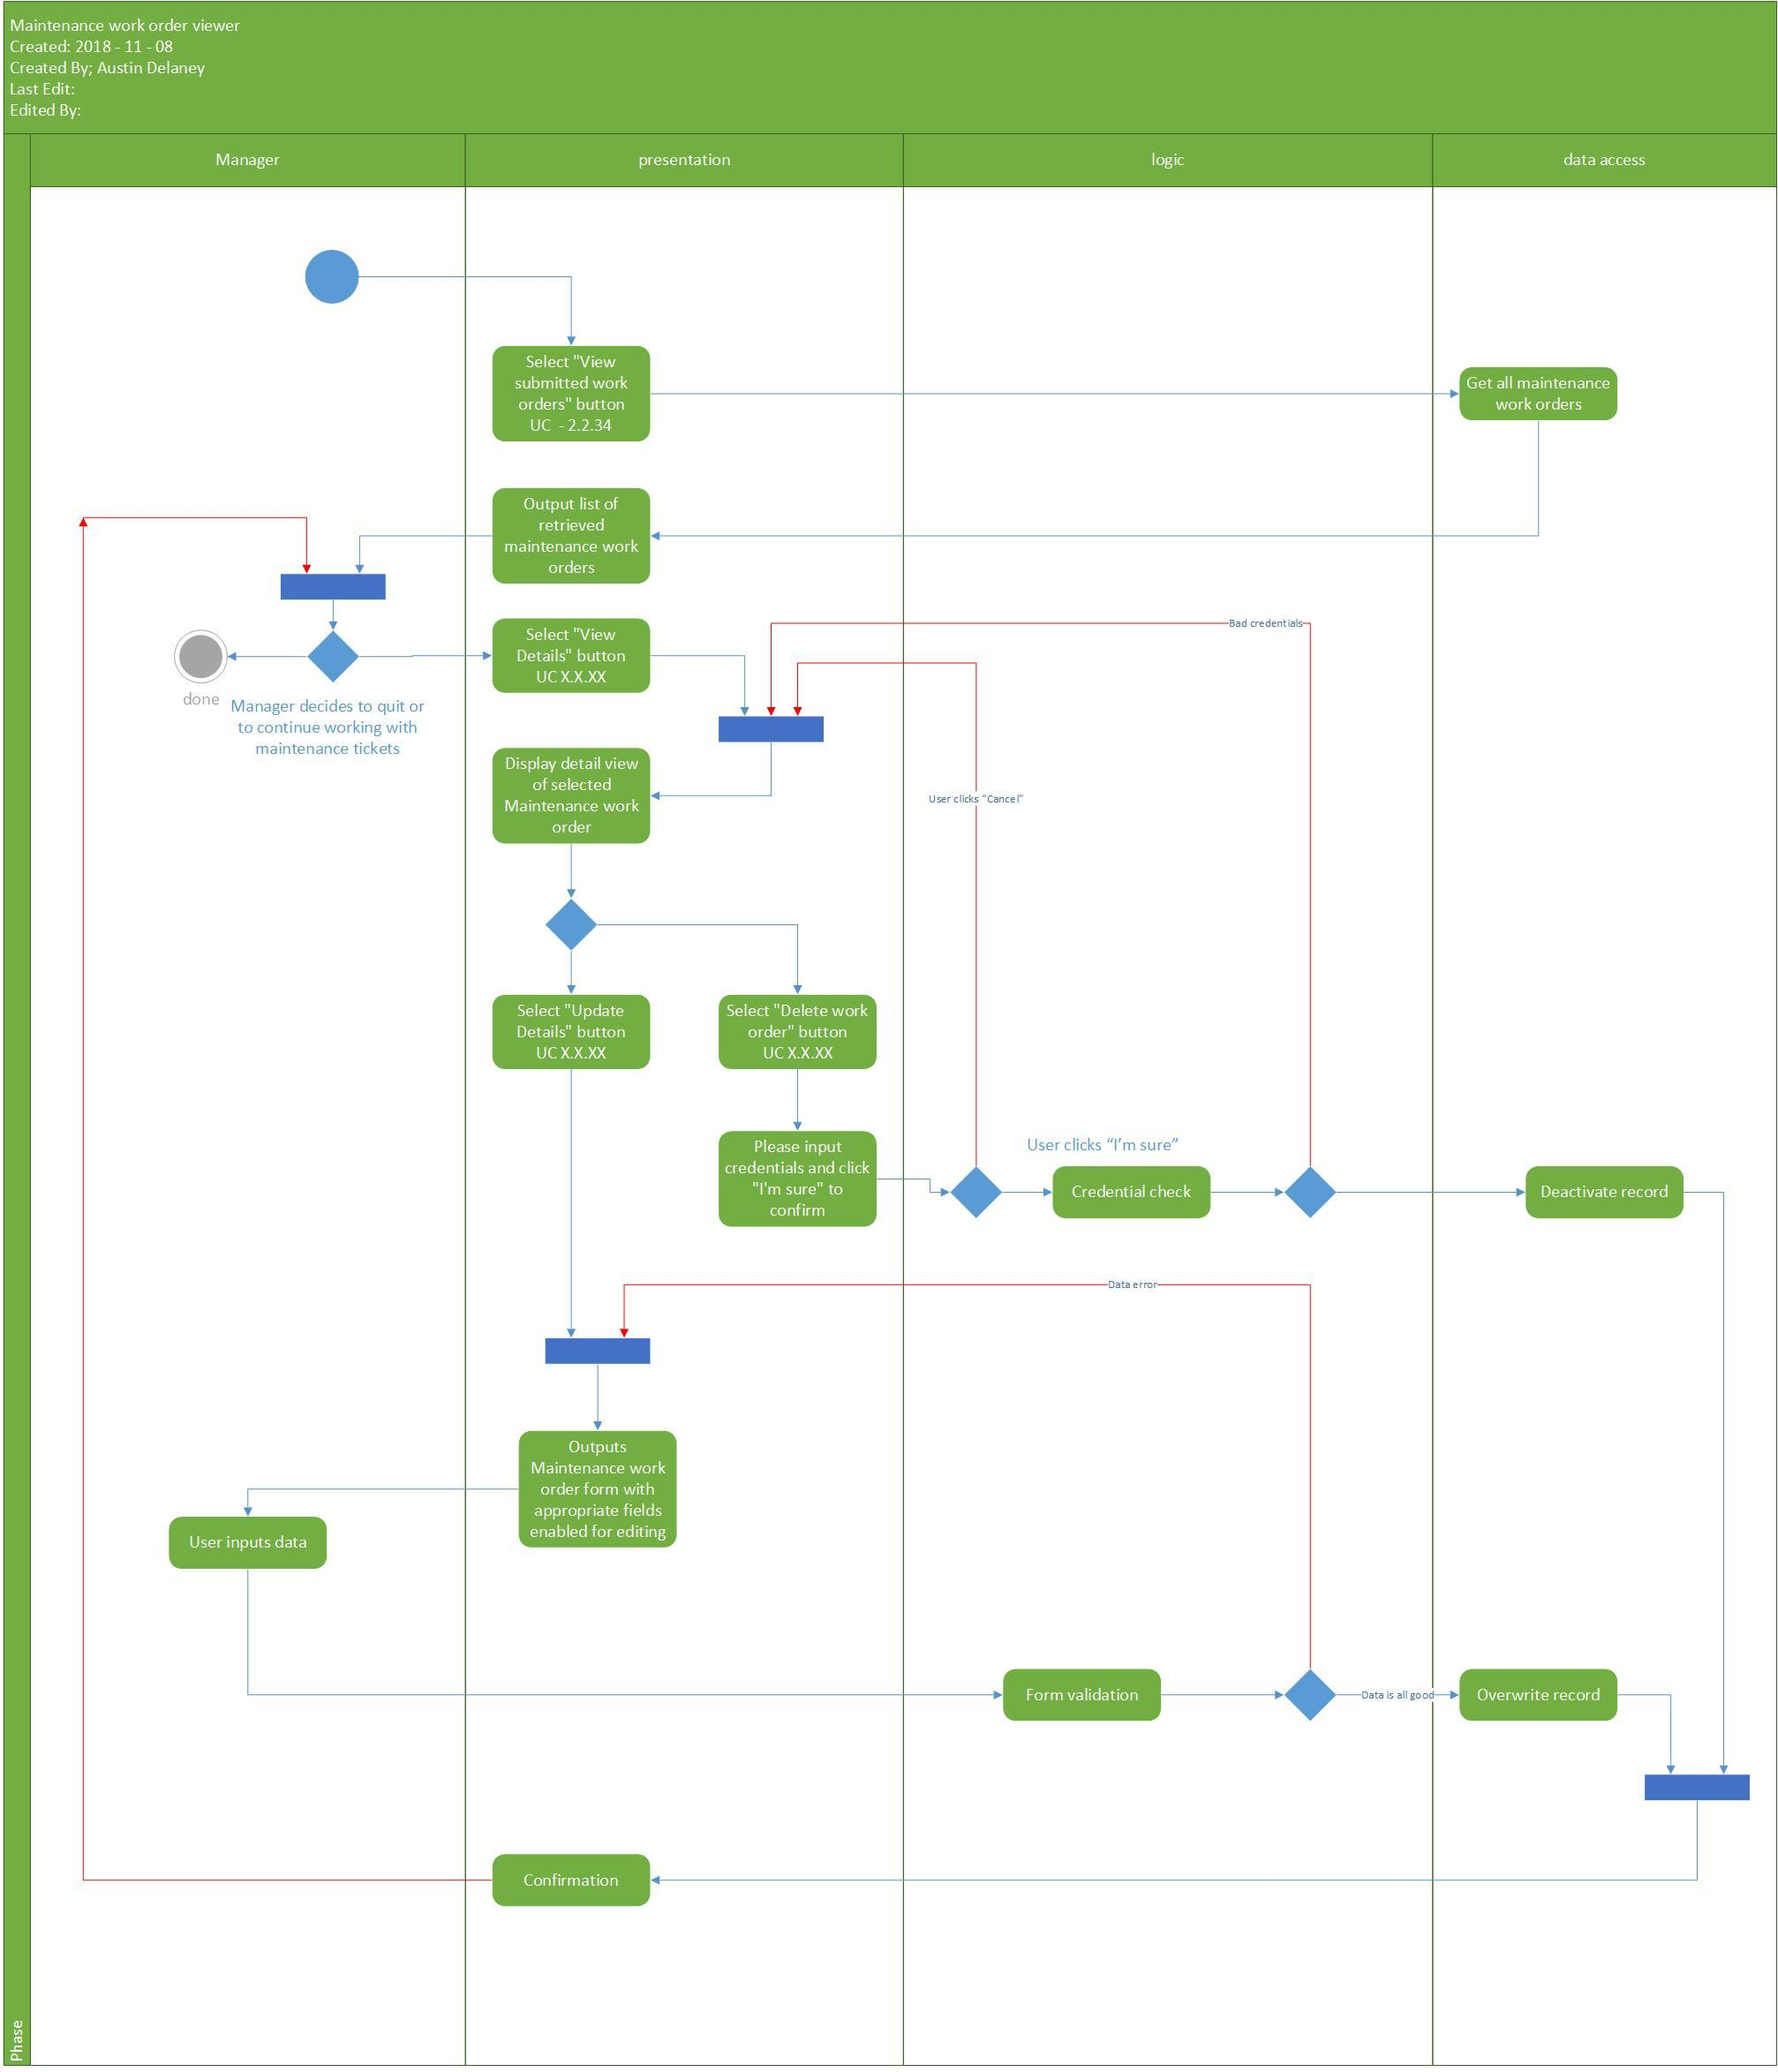 Maintenance work order viewer
Created: 2018 - 11 - 08
Created By; Austin Delaney
Last Edit:
Edited By:
Manager
presentation
logic
data access
Select "View
submitted work
orders" button
UC  - 2.2.34
Get all maintenance
work orders
Output list of
retrieved
maintenance work
orders
Select "View
Details" button
UC X.X.XX
Bad credentials
done
Manager decides to quit or
to continue working with
maintenance tickets
Display detail view
of selected
Maintenance work
order
User clicks “Cancel”
Select "Update
Details" button
UC X.X.XX
Select "Delete work
order" button
UC X.X.XX
Please input
credentials and click
"I'm sure" to
confirm
User clicks “I’m sure”
Credential check
Deactivate record
Data error
Outputs
Maintenance work
order form with
appropriate fields
enabled for editing
User inputs data
Form validation
Data is all good
Overwrite record
Confirmation
Phase